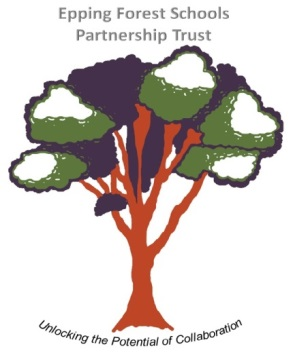 Epping Forest Schools
Partnership Trust
Unlocking the Potential of Collaboration